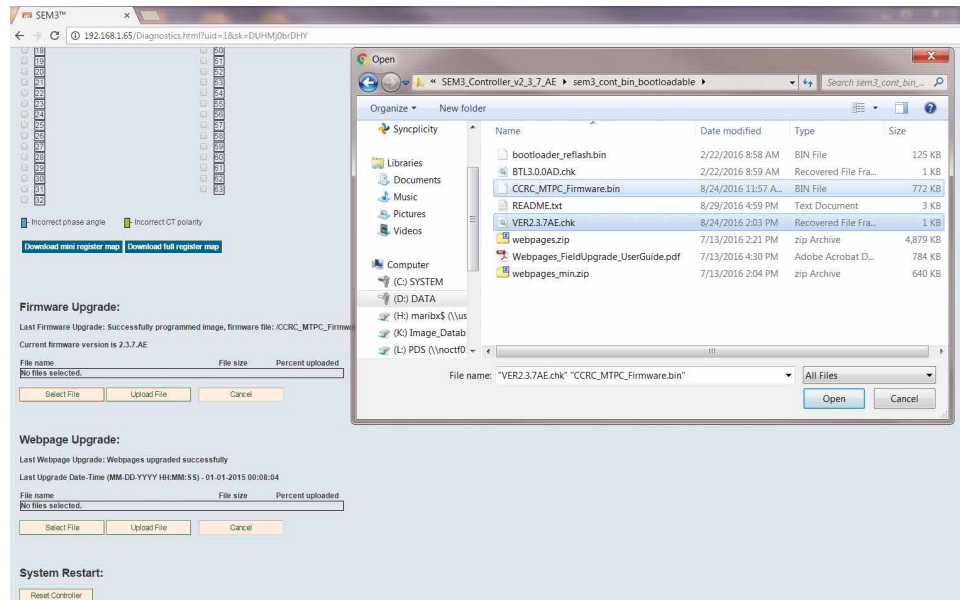 SEM3™
192.168.1.65/Diagnostics.html?uid=1&sk=DUHMj0brDHY
18 50
19 51
20 52
21 53
22 54
23 55
24 56
25 57
26 58
27 59
28 60
29 61
30 62
31 63
32
Incorrect phase angle Incorrect CT polarity
Download mini register map Download full register map
Firmware Upgrade:
Last Firmware Upgrade: Successfully programmed image, firmware file: /CCRC_MTPC_Firmwa
Current firmware version is 2.3.7.AE
File name File size Percent uploaded
No files selected.
Select File Upload File Cancel
Webpage Upgrade:
Last Webpage Upgrade: Webpages upgraded successfully
Last Upgrade Date-Time (MM-DD-YYYY HH:MM:SS) - 01-01-2015 00:08:04
File name File size Percent uploaded
No files selected.
Select File Upload File Cancel
System Restart:
Reset Controller
Open
« SEM3_Controller_v2_3_7_AE sem3_cont_bin_bootloadable Search sem3_cont_bin_...
Organize New folder
Syncplicity
Libraries
Documents
Music
Pictures
Videos
Computer
(C:) SYSTEM
(D:) DATA
(H:) maribx$ (\\us
(K:) Image_Datab
(L:) PDS (\\noctf0
Name Date modified Type Size
bootloader_reflash.bin 2/22/2016 8:58 AM BIN File 125 KB
BTL3.0.0AD.chk 2/22/2016 8:59 AM Recovered File Fra... 1 KB
CCRC_MTPC_Firmware.bin 8/24/2016 11:57 A... BIN File 772 KB
README.txt 8/29/2016 4:59 PM Text Document 3 KB
VER2.3.7AE.chk 8/24/2016 2:03 PM Recovered File Fra... 1 KB
webpages.zip 7/13/2016 2:21 PM zip Archive 4,879 KB
Webpages_FieldUpgrade_UserGuide.pdf 7/13/2016 4:30 PM Adobe Acrobat D... 784 KB
webpages_min.zip 7/13/2016 2:04 PM zip Archive 640 KB
File name: "VER2.3.7AE.chk" "CCRC_MTPC_Firmware.bin" All Files
Open Cancel